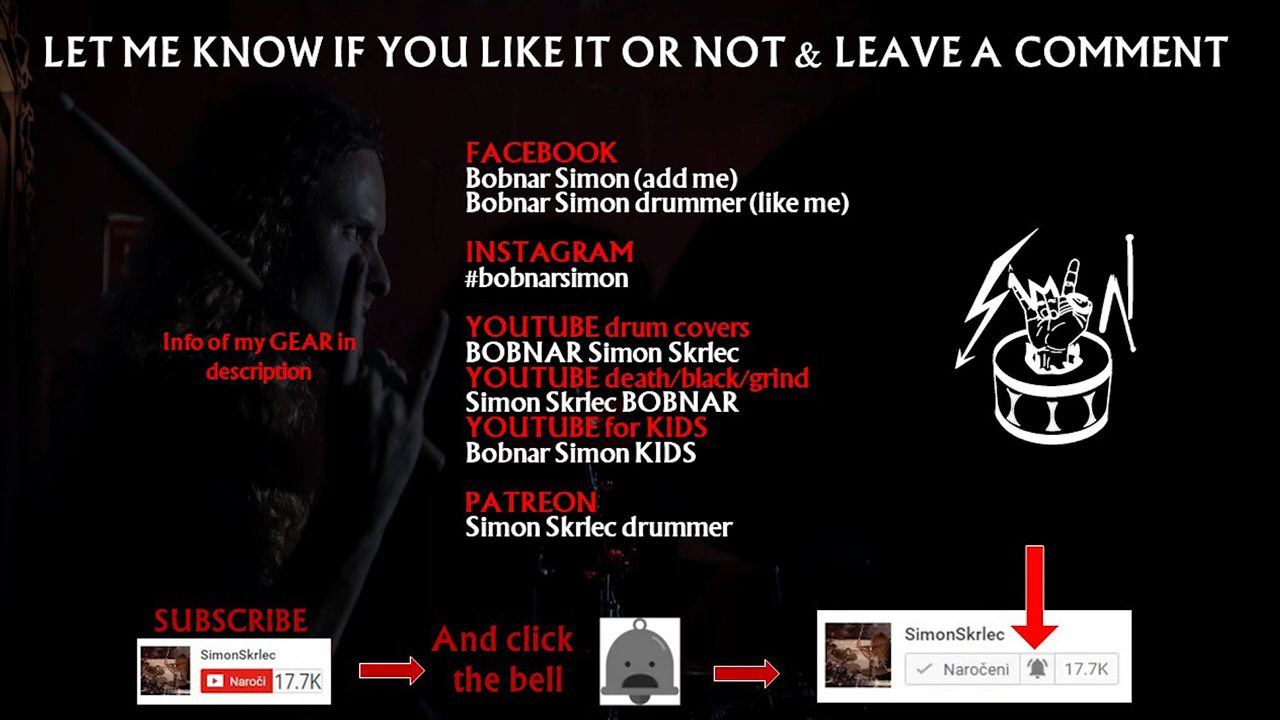 LET ME KNOW IF YOU LIKE IT OR NOT & LEAVE A COMMENT
FACEBOOK
Bobnar Simon (add me)
Bobnar Simon drummer (like me)
INSTAGRAM
#bobnarsimon
Info of my GEAR in
description
YOUTUBE drum covers
BOBNAR Simon Skrlec
YOUTUBE death/black/grind
Simon Skrlec BOBNAR
YOUTUBE for KIDS
Bobnar Simon KIDS
PATREON
Simon Skrlec drummer
SIMON
SUBSCRIBE
SimonSkrlec
Naroči 17.7K
And click
the bell
SimonSkrlec
Naročeni 17.7K